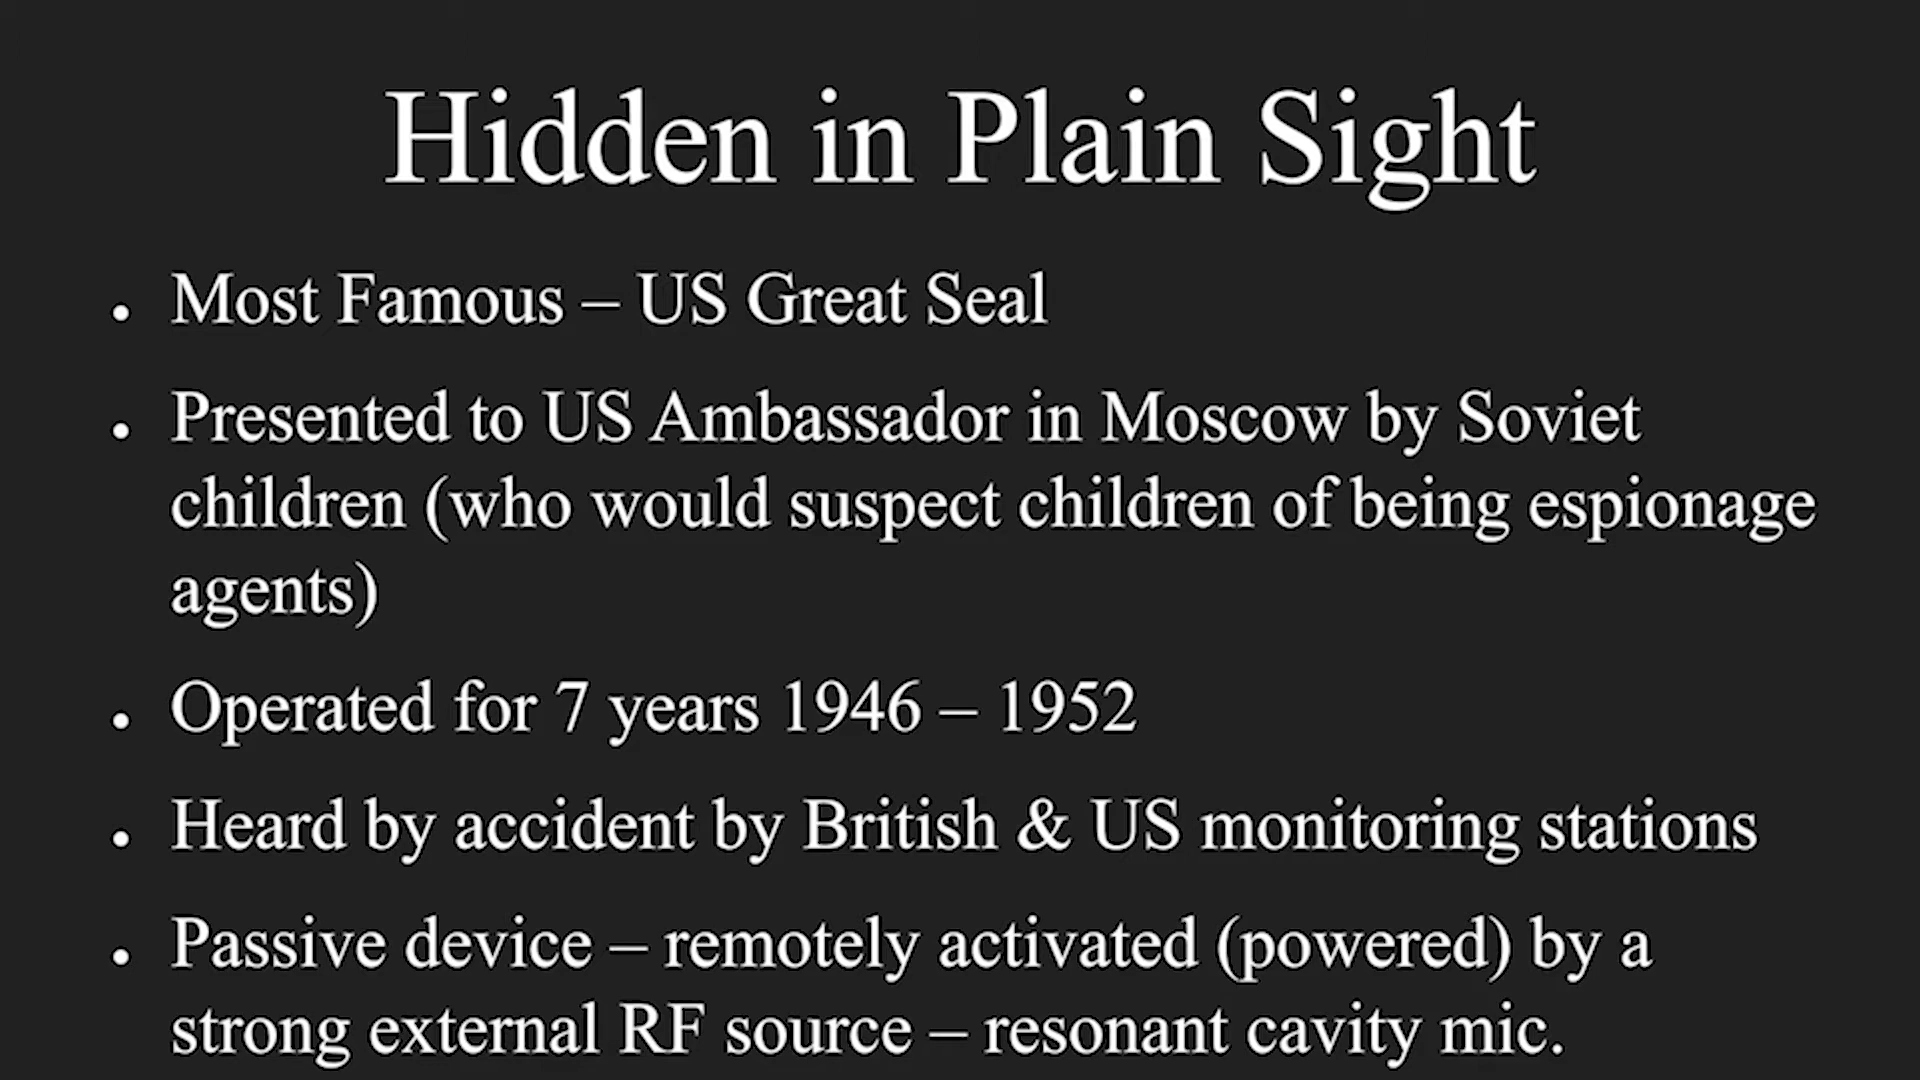 Hidden in Plain Sight
• Most Famous – US Great Seal
• Presented to US Ambassador in Moscow by Soviet
children (who would suspect children of being espionage
agents)
• Operated for 7 years 1946 – 1952
• Heard by accident by British & US monitoring stations
• Passive device – remotely activated (powered) by a
strong external RF source – resonant cavity mic.